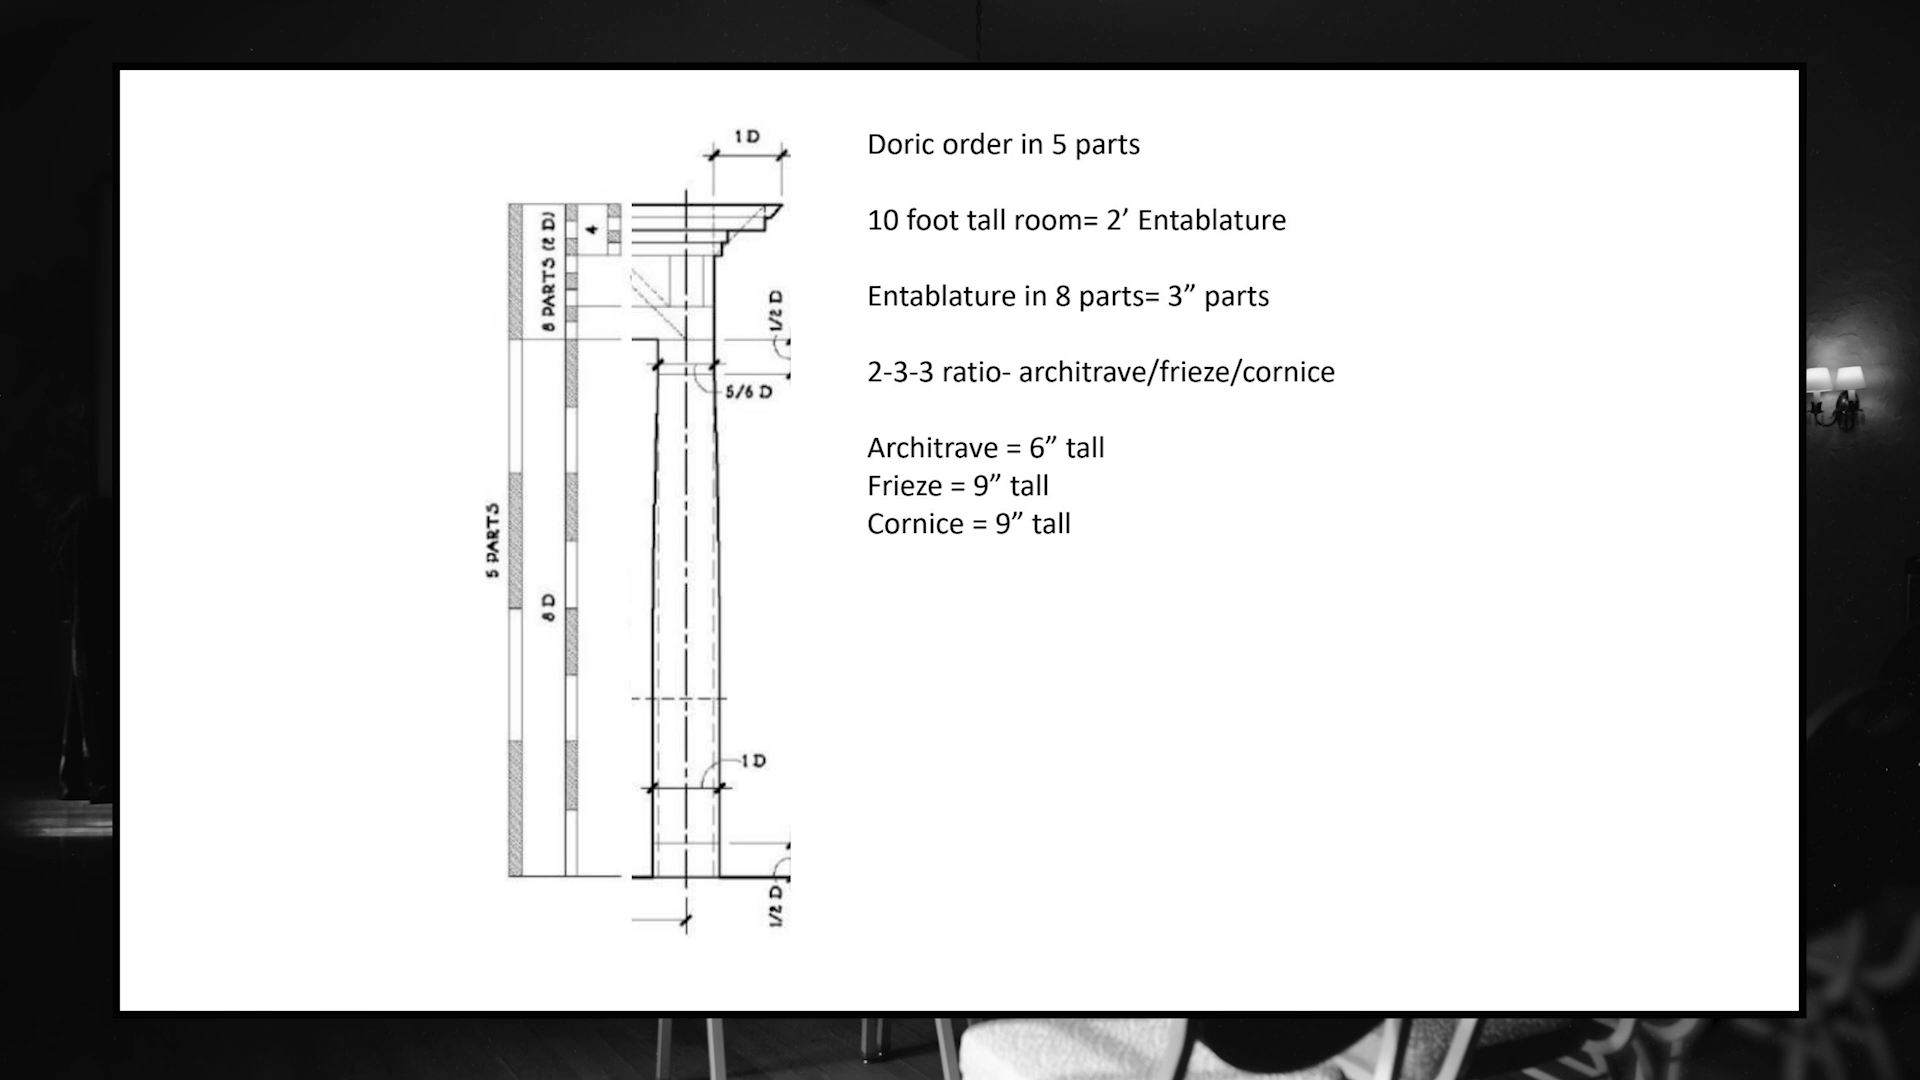 1 D
8 PARTS (2 D)
4
1/2 D
5/6 D
5 PARTS
8 D
1 D
1/2 D
Doric order in 5 parts
10 foot tall room= 2’ Entablature
Entablature in 8 parts= 3” parts
2-3-3 ratio- architrave/frieze/cornice
Architrave = 6” tall
Frieze = 9” tall
Cornice = 9” tall